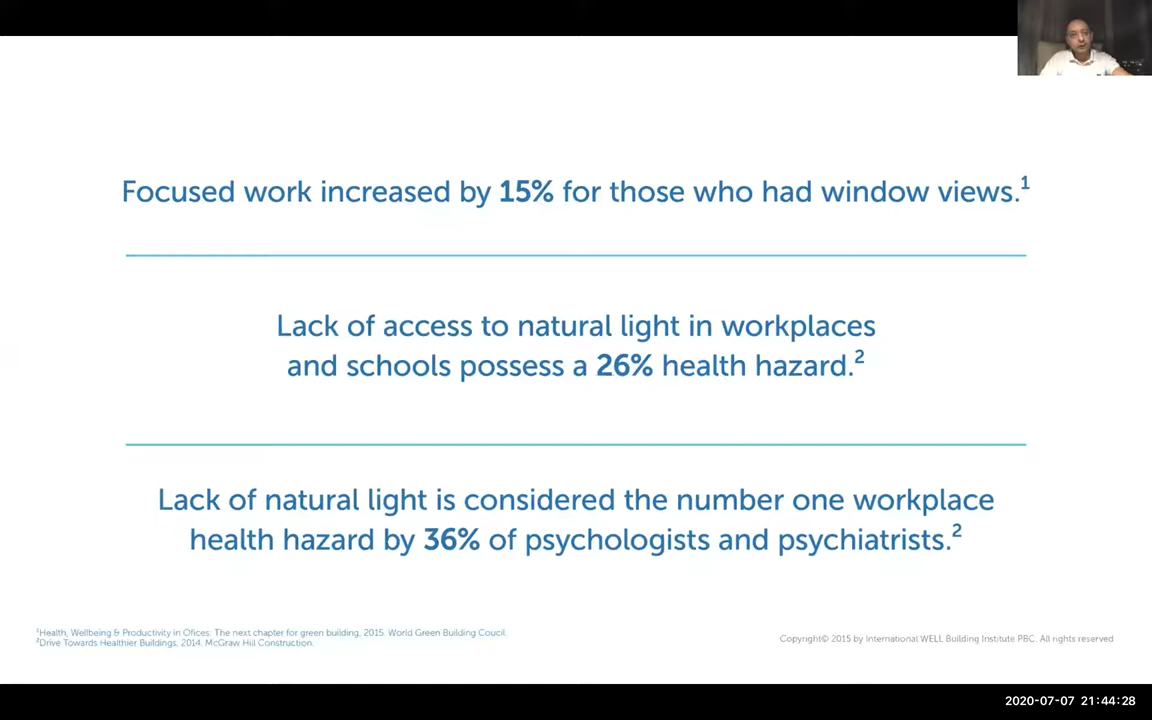 Focused work increased by 15% for those who had window views.¹
Lack of access to natural light in workplaces
and schools possess a 26% health hazard.²
Lack of natural light is considered the number one workplace
health hazard by 36% of psychologists and psychiatrists.²
¹Health, Wellbeing & Productivity in Ofices: The next chapter for green building, 2015. World Green Building Coucil.
²Drive Towards Healthier Buildings, 2014. McGraw Hill Construction.
Copyright© 2015 by International WELL Building Institute PBC. All rights reserved
2020-07-07 21:44:28